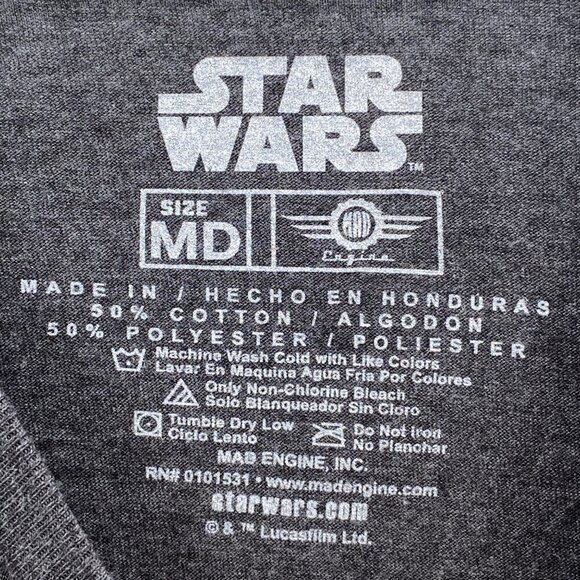 STAR
WARS™
SIZE
MD
MAD
Engine
MADE IN / HECHO EN HONDURAS
50% COTTON / ALGODON
50% POLYESTER / POLIESTER
Machine Wash Cold with Like Colors
Lavar En Maquina Agua Fria Por Colores
Only Non-Chlorine Bleach
Solo Blanqueador Sin Cloro
Tumble Dry Low
Ciclo Lento
Do Not Iron
No Planchar
MAD ENGINE, INC.
RN# 0101531 • www.madengine.com
starwars.com
© & ™ Lucasfilm Ltd.